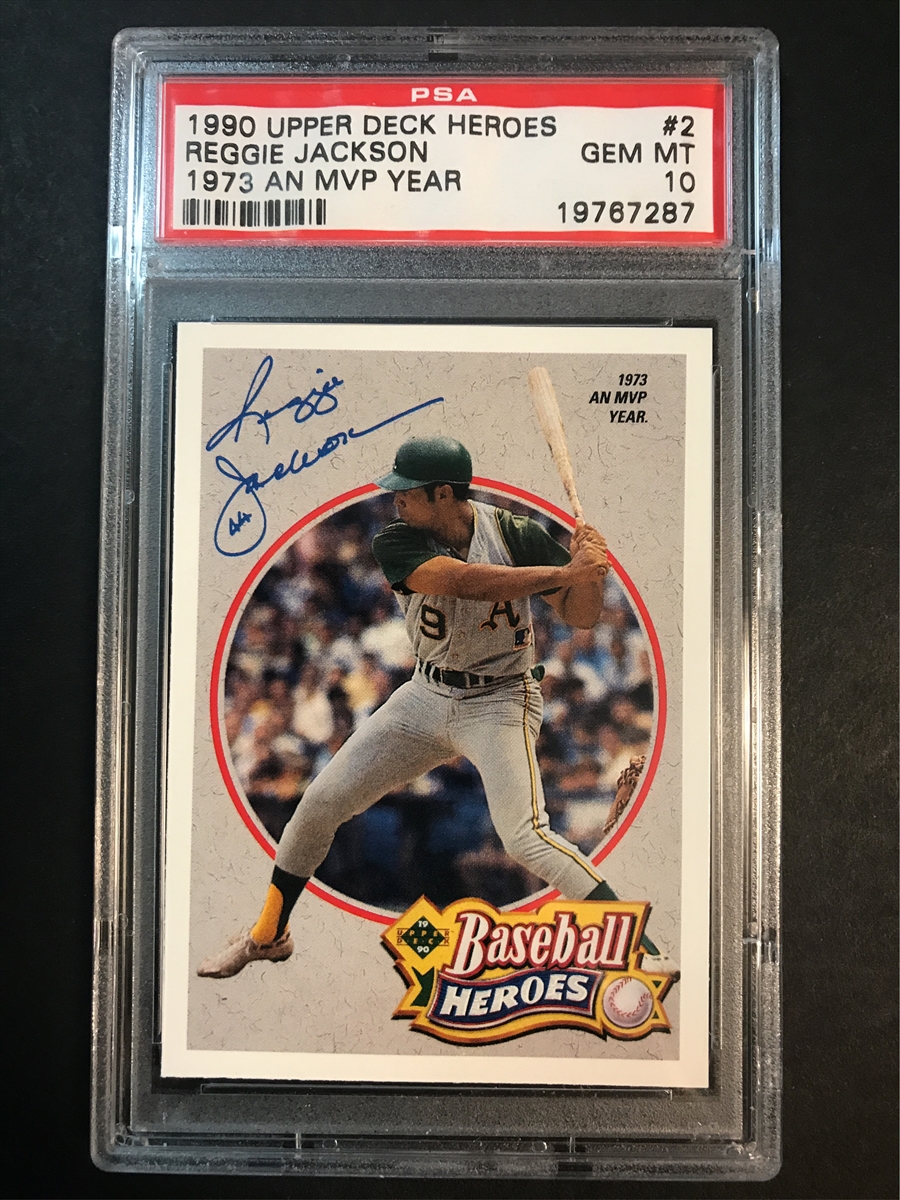 PSA
1990 UPPER DECK HEROES #2
REGGIE JACKSON GEM MT
1973 AN MVP YEAR 10
19767287
Reggie
Jackson
44
1973
AN MVP
YEAR.
9 A
19
UPPER
DECK
90
Baseball
HEROES